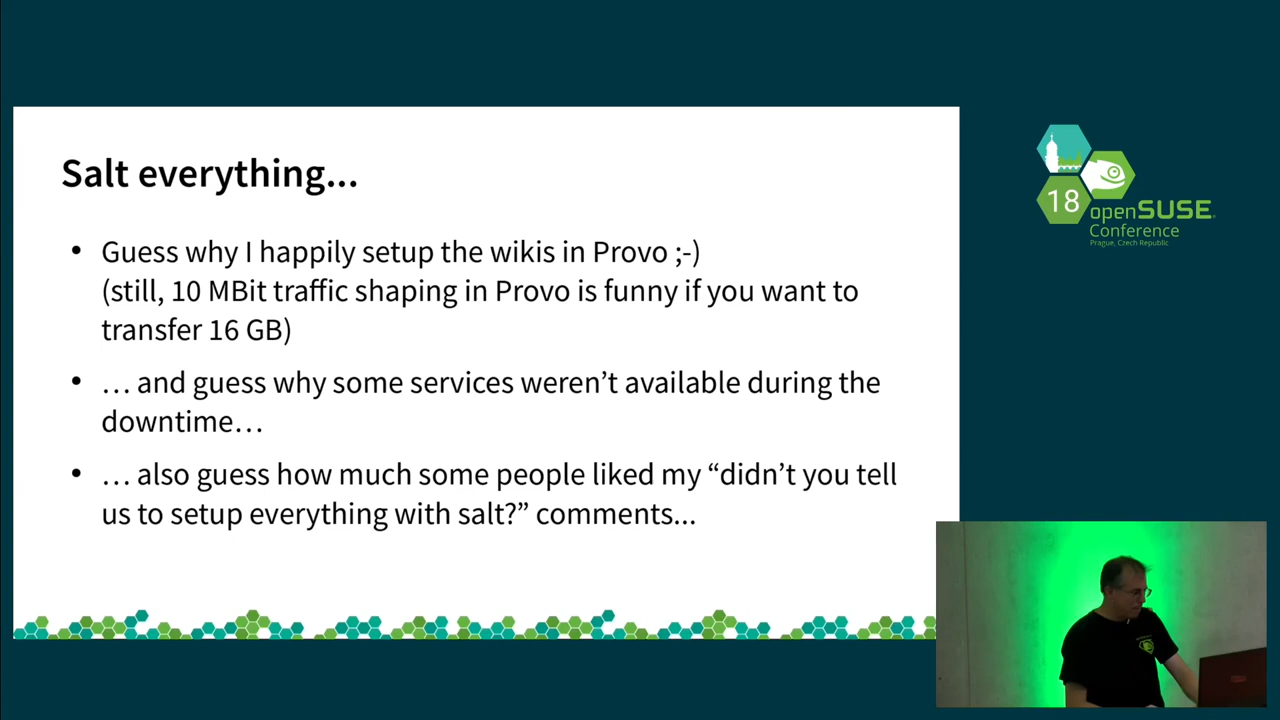 Salt everything...
• Guess why I happily setup the wikis in Provo ;-)
(still, 10 MBit traffic shaping in Provo is funny if you want to
transfer 16 GB)
• … and guess why some services weren’t available during the
downtime…
• … also guess how much some people liked my “didn’t you tell
us to setup everything with salt?” comments...
18
openSUSE
Conference
Prague, Czech Republic